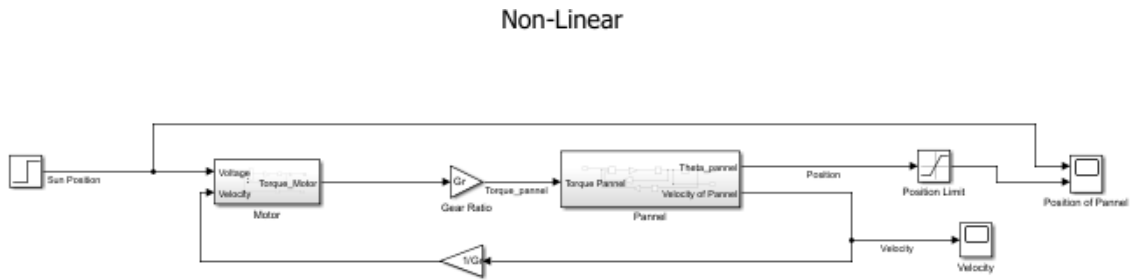 Non-Linear
Sun Position
Voltage
Velocity
Torque_Motor
Motor
Gr
Gear Ratio
Torque_pannel
Torque Pannel
Theta_pannel
Velocity of Pannel
Pannel
Position
Position Limit
Position of Pannel
Velocity
Velocity
1/Gr